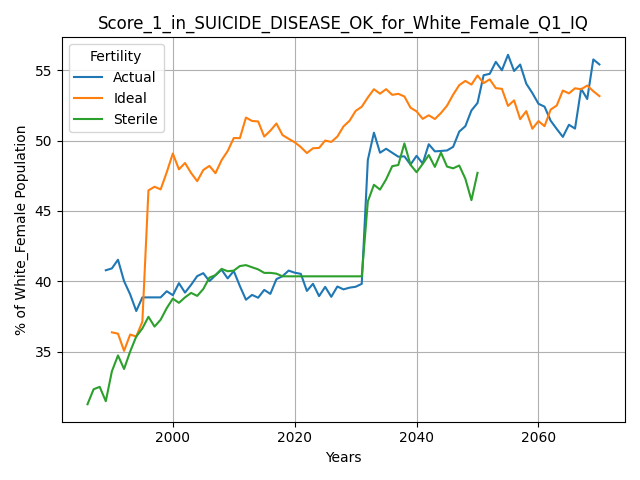 Score_1_in_SUICIDE_DISEASE_OK_for_White_Female_Q1_IQ
Fertility
Actual
Ideal
Sterile
% of White_Female Population
55
50
45
40
35
2000
2020
2040
2060
Years